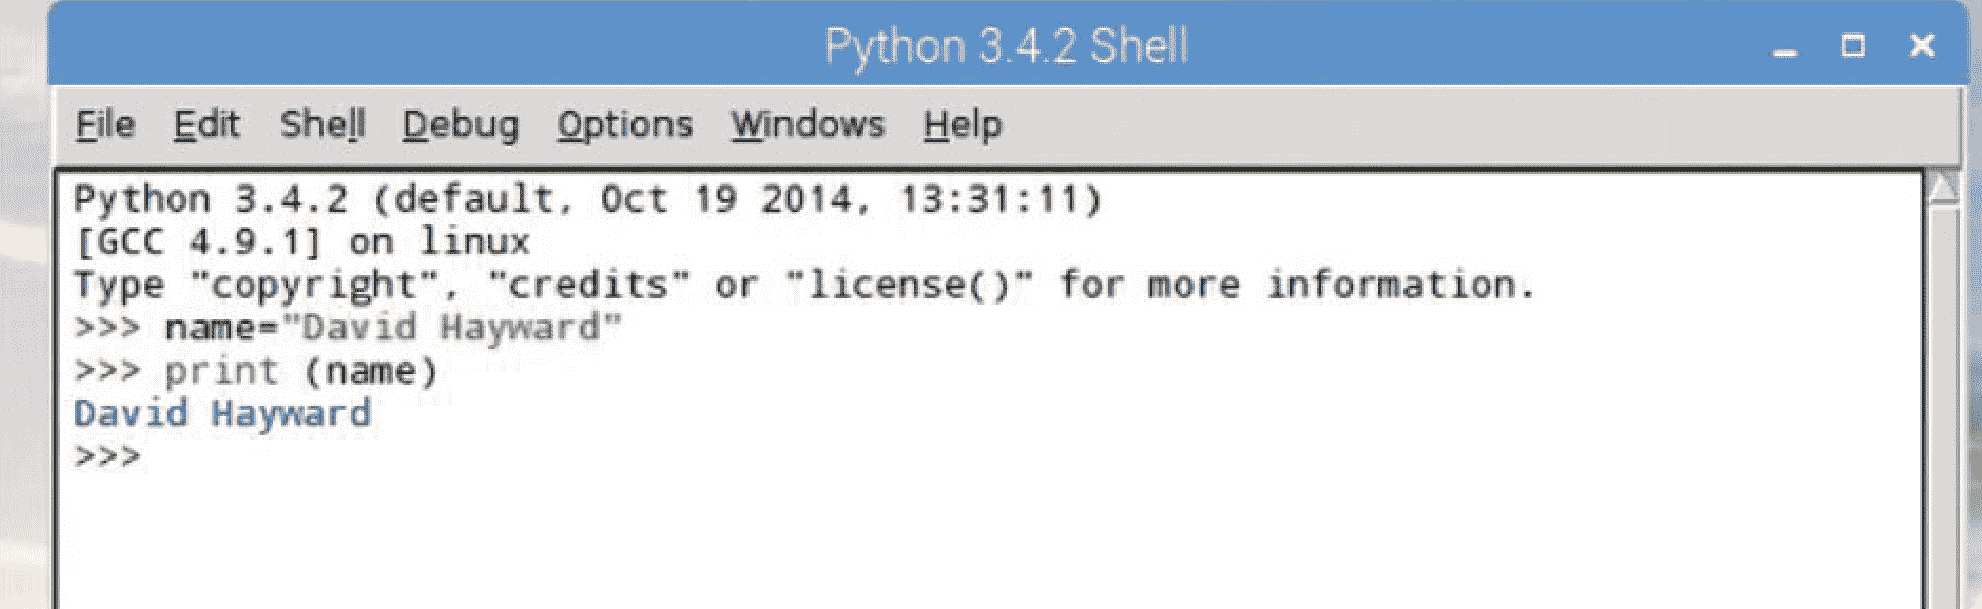 Python 3.4.2 Shell
File Edit Shell Debug Options Windows Help
Python 3.4.2 (default, Oct 19 2014, 13:31:11)
[GCC 4.9.1] on linux
Type "copyright", "credits" or "license()" for more information.
>>> name="David Hayward"
>>> print (name)
David Hayward
>>>